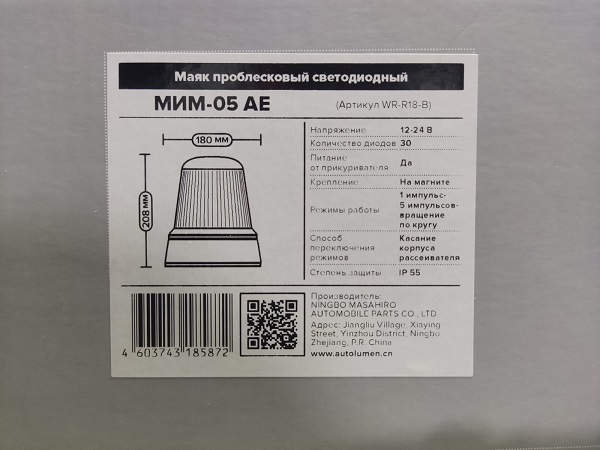 Маяк проблесковый светодиодный
МИМ-05 АЕ
(Артикул WR-R18-B)
180 мм
208 мм
Напряжение 12-24 В
Количество диодов 30
Питание
от прикуривателя Да
Крепление На магните
Режимы работы 1 импульс-
5 импульсов-
вращение
по кругу
Способ
переключения
режимов
Касание
корпуса
рассеивателя
Степень защиты IP 55
4 603743 185872
Производитель:
NINGBO MASAHIRO
AUTOMOBILE PARTS CO., LTD
Адрес: Jiangliu Village, Xiaying
Street, Yinzhou District, Ningbo
Zhejiang, P.R. China
www.autolumen.cn